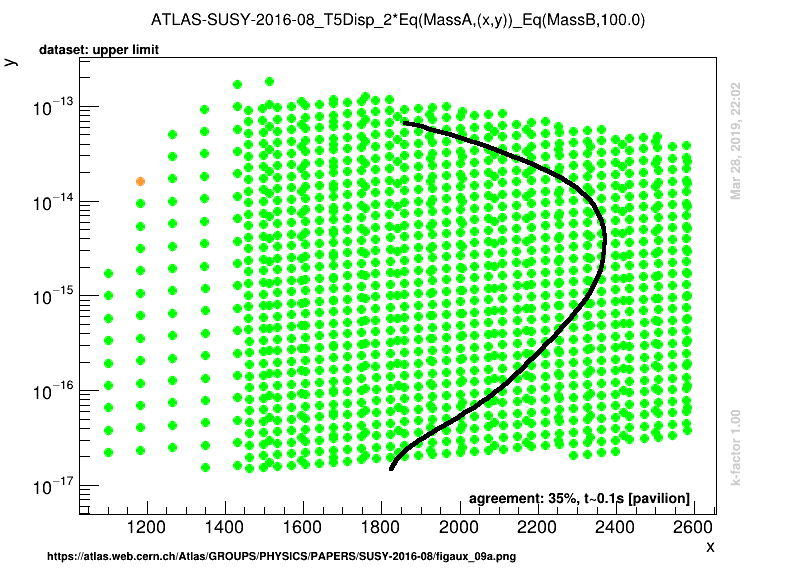 ATLAS-SUSY-2016-08_T5Disp_2*Eq(MassA,(x,y))_Eq(MassB,100.0)
dataset: upper limit
y
10⁻¹³
10⁻¹⁴
10⁻¹⁵
10⁻¹⁶
10⁻¹⁷
Mar 28, 2019, 22:02
k-factor 1.00
agreement: 35%, t~0.1s [pavilion]
1200 1400 1600 1800 2000 2200 2400 2600
x
https://atlas.web.cern.ch/Atlas/GROUPS/PHYSICS/PAPERS/SUSY-2016-08/figaux_09a.png